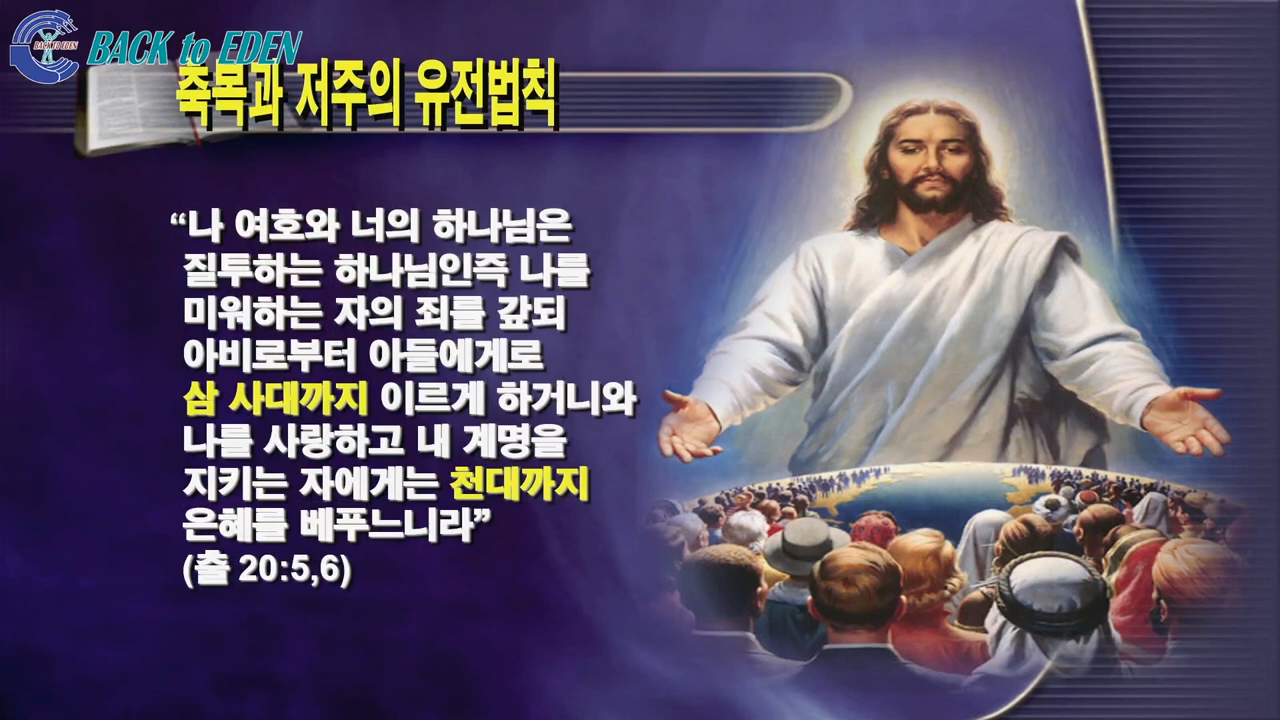 BACK TO EDEN
BACK to EDEN
축복과 저주의 유전법칙
“나 여호와 너의 하나님은
질투하는 하나님인즉 나를
미워하는 자의 죄를 갚되
아비로부터 아들에게로
삼 사대까지 이르게 하거니와
나를 사랑하고 내 계명을
지키는 자에게는 천대까지
은혜를 베푸느니라”
(출 20:5,6)